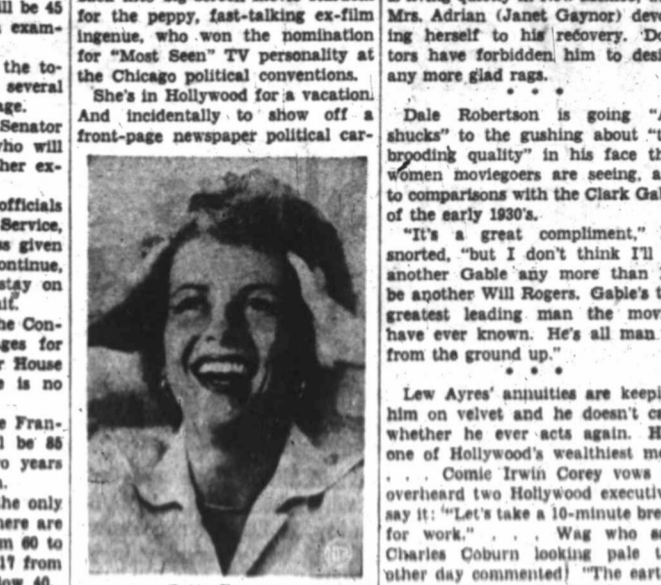 ill be 45
exam-
the to-
several
age.
Senator
who will
her ex-
officials
Service,
as given
ontinue,
stay on
uit.
he Con-
ges for
r House
e is no
e Fran-
l be 85
ro years
n.
she only
here are
m 60 to
17 from
low 40
for the peppy, fast-talking ex-film
ingenue, who won the nomination
for "Most Seen" TV personality at
the Chicago political conventions.
She's in Hollywood for a vacation.
And incidentally to show off a
front-page newspaper political car-
Mrs. Adrian (Janet Gaynor) dev
ing herself to his recovery. Do
tors have forbidden him to desi
any more glad rags.
* * *
Dale Robertson is going "A
shucks" to the gushing about "t
brooding quality" in his face th
women moviegoers are seeing, a
to comparisons with the Clark Ga
of the early 1930's.
"It's a great compliment,"
snorted, "but I don't think I'll
another Gable any more than
be another Will Rogers. Gable's t
greatest leading man the mov
have ever known. He's all man
from the ground up."
* * *
Lew Ayres' annuities are keepi
him on velvet and he doesn't c
whether he ever acts again. H
one of Hollywood's wealthiest m
. . . Comic Irwin Corey vows
overheard two Hollywood executiv
say it: "Let's take a 10-minute bre
for work." . . . Wag who s
Charles Coburn looking pale t
other day commented: "The eart